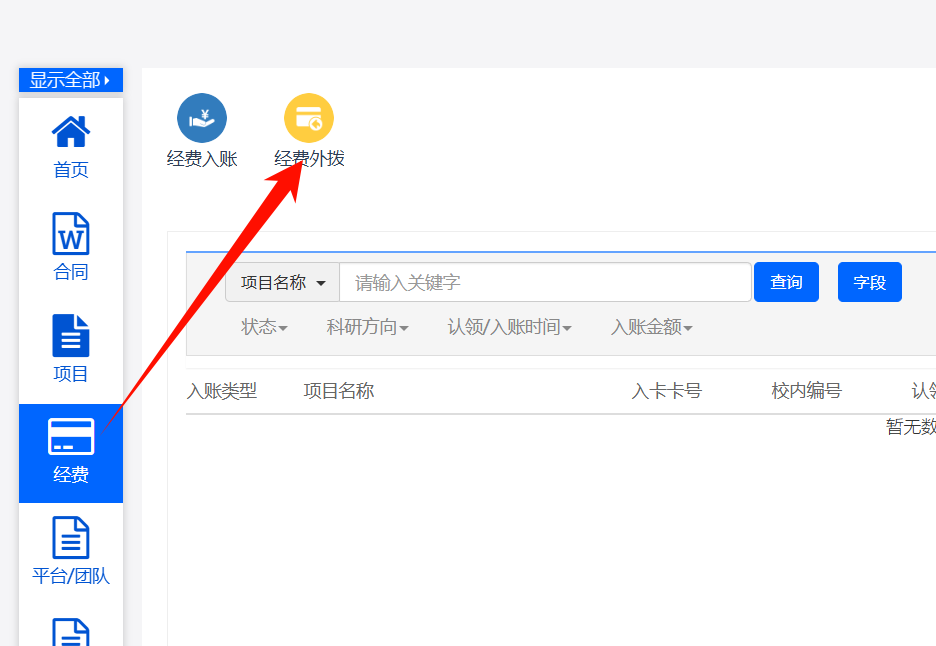 显示全部
首页
合同
项目
经费
平台/团队
经费入账
经费外拨
项目名称
请输入关键字
查询
字段
状态
科研方向
认领/入账时间
入账金额
入账类型
项目名称
入卡卡号
校内编号
认
暂无数